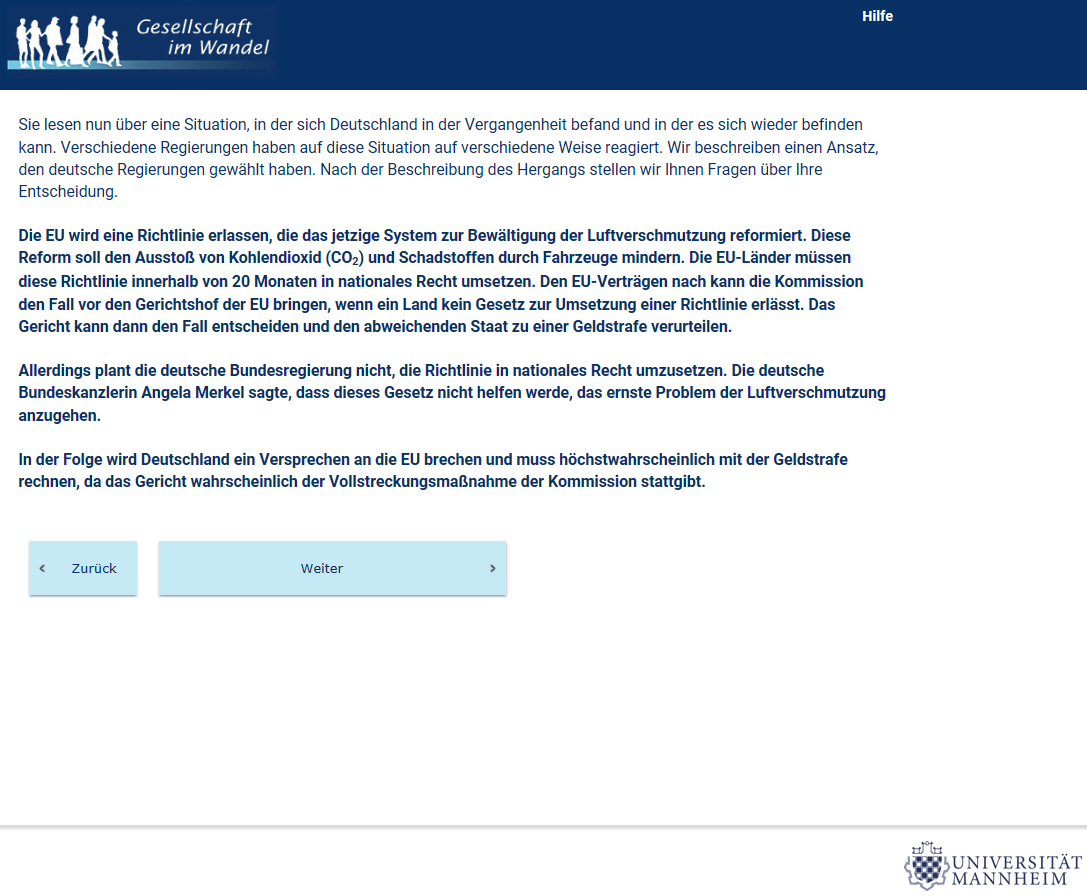 Gesellschaft
im Wandel
Hilfe
Sie lesen nun über eine Situation, in der sich Deutschland in der Vergangenheit befand und in der es sich wieder befinden
kann. Verschiedene Regierungen haben auf diese Situation auf verschiedene Weise reagiert. Wir beschreiben einen Ansatz,
den deutsche Regierungen gewählt haben. Nach der Beschreibung des Hergangs stellen wir Ihnen Fragen über Ihre
Entscheidung.
Die EU wird eine Richtlinie erlassen, die das jetzige System zur Bewältigung der Luftverschmutzung reformiert. Diese
Reform soll den Ausstoß von Kohlendioxid (CO₂) und Schadstoffen durch Fahrzeuge mindern. Die EU-Länder müssen
diese Richtlinie innerhalb von 20 Monaten in nationales Recht umsetzen. Den EU-Verträgen nach kann die Kommission
den Fall vor den Gerichtshof der EU bringen, wenn ein Land kein Gesetz zur Umsetzung einer Richtlinie erlässt. Das
Gericht kann dann den Fall entscheiden und den abweichenden Staat zu einer Geldstrafe verurteilen.
Allerdings plant die deutsche Bundesregierung nicht, die Richtlinie in nationales Recht umzusetzen. Die deutsche
Bundeskanzlerin Angela Merkel sagte, dass dieses Gesetz nicht helfen werde, das ernste Problem der Luftverschmutzung
anzugehen.
In der Folge wird Deutschland ein Versprechen an die EU brechen und muss höchstwahrscheinlich mit der Geldstrafe
rechnen, da das Gericht wahrscheinlich der Vollstreckungsmaßnahme der Kommission stattgibt.
Zurück
Weiter
UNIVERSITÄT
MANNHEIM